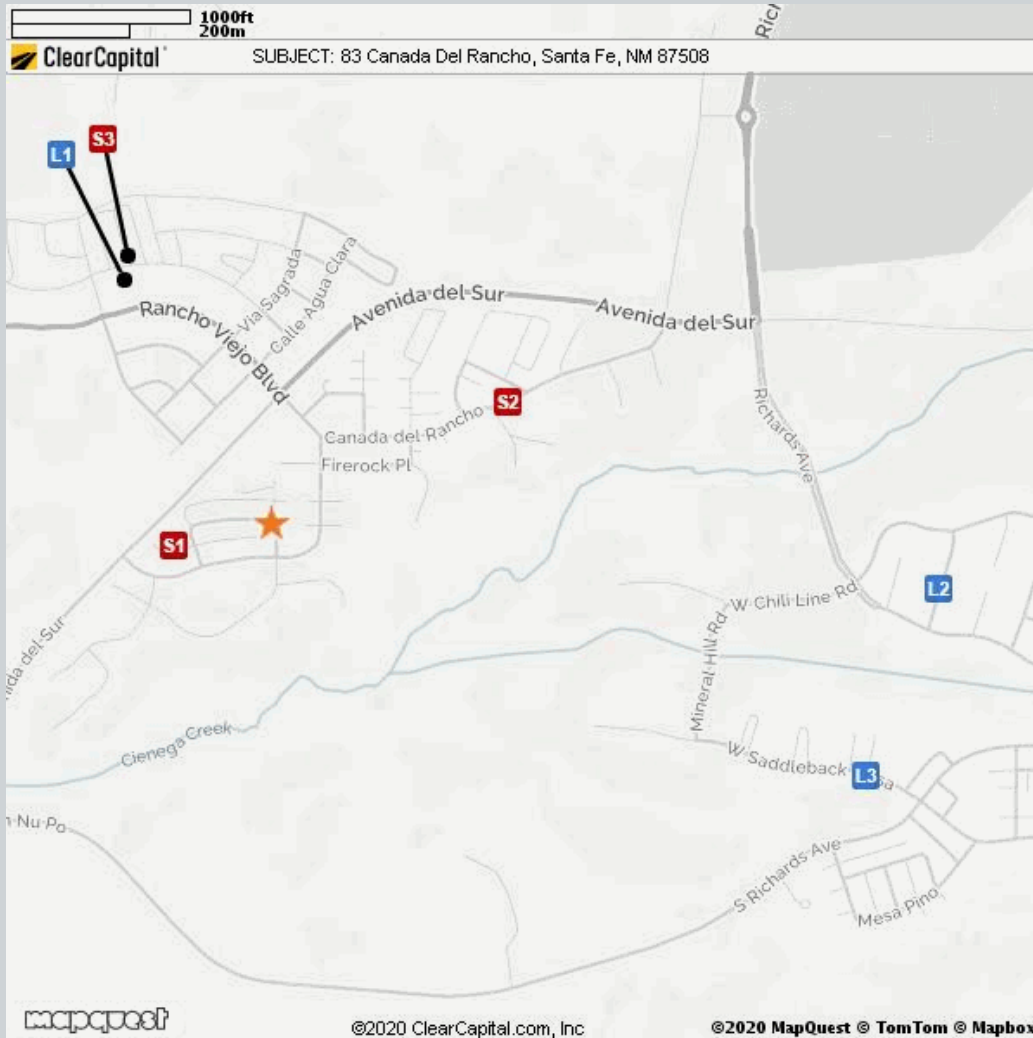 1000ft
200m
ClearCapital
SUBJECT: 83 Canada Del Rancho, Santa Fe, NM 87508
S3
L1
Via Sagrada
Calle Agua Clara
Avenida del Sur
Avenida del Sur
Rancho Viejo Blvd
Richards Ave
S2
Canada del Rancho
Firerock Pl
S1
L2
W Chili Line Rd
Mineral Hill Rd
Cienega Creek
W Saddleback
L3
S Richards Ave
Mesa Pino
mapquest
©2020 ClearCapital.com, Inc
©2020 MapQuest © TomTom © Mapbox